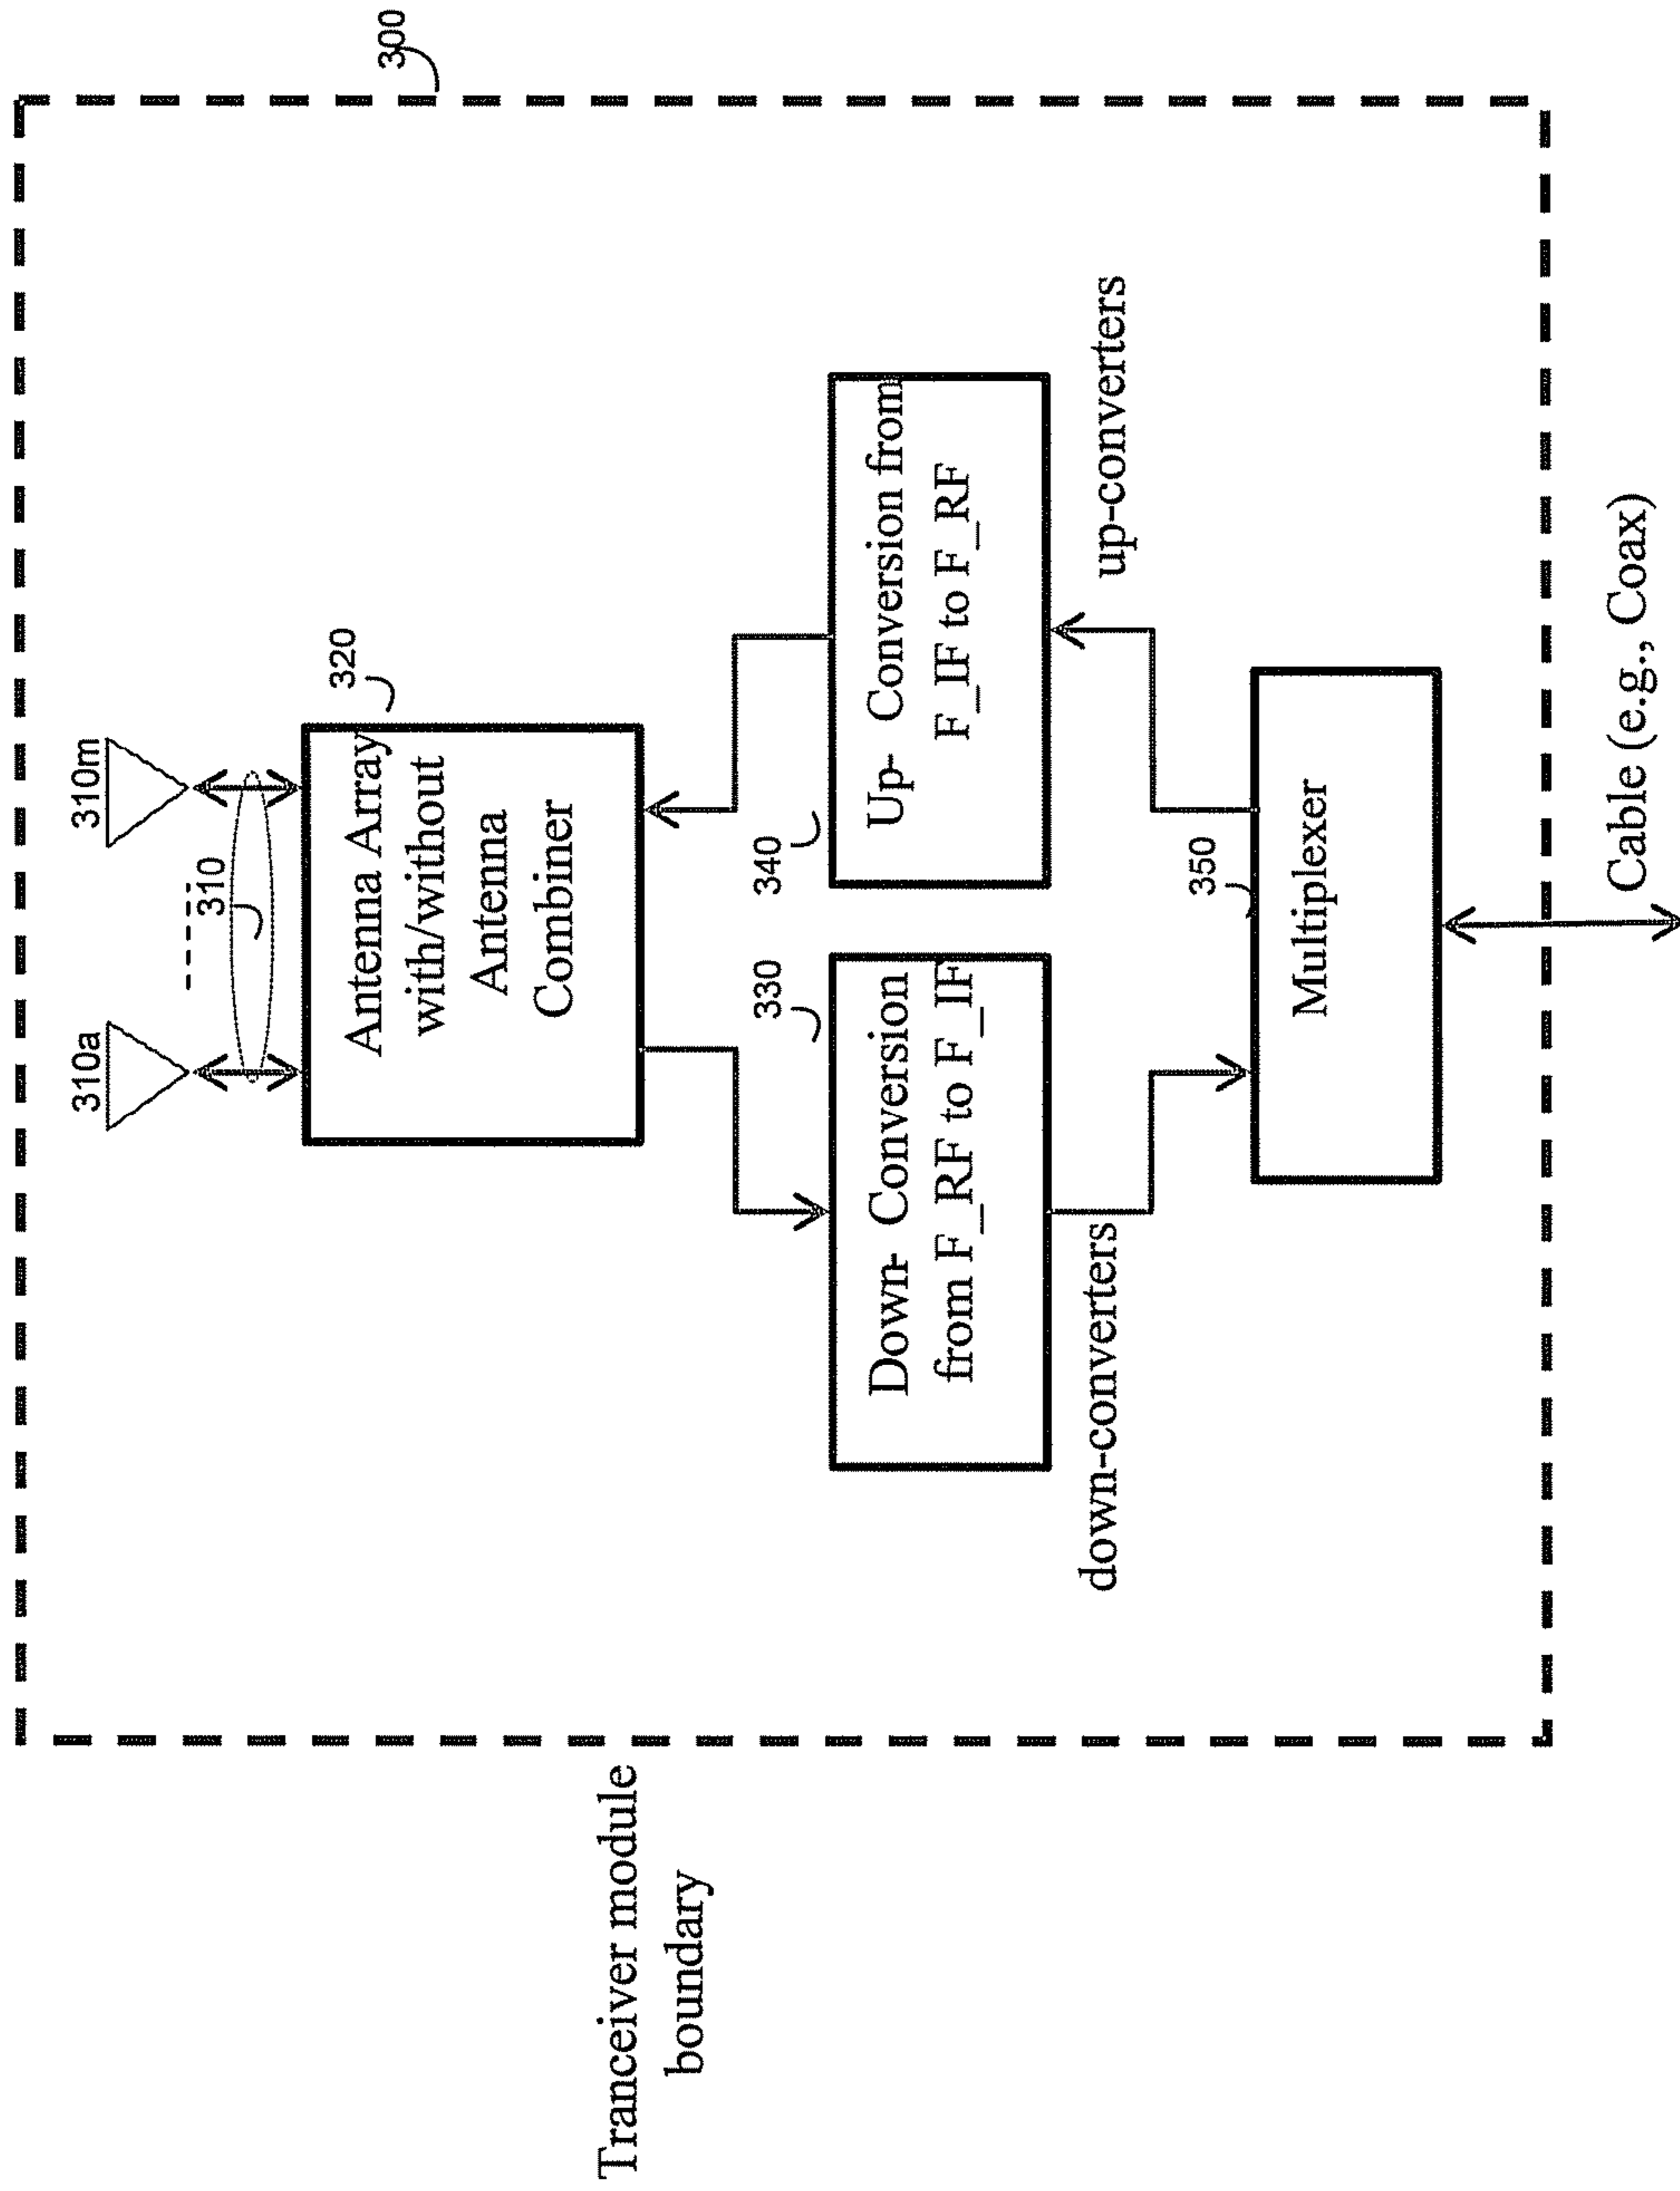 300
310a
310m
310
320
Antenna Array
with/without
Antenna
Combiner
330
340
Down- Conversion
from F_RF to F_IF
Up- Conversion from
F_IF to F_RF
down-converters
up-converters
350
Multiplexer
Cable (e.g., Coax)
Tranceiver module
boundary